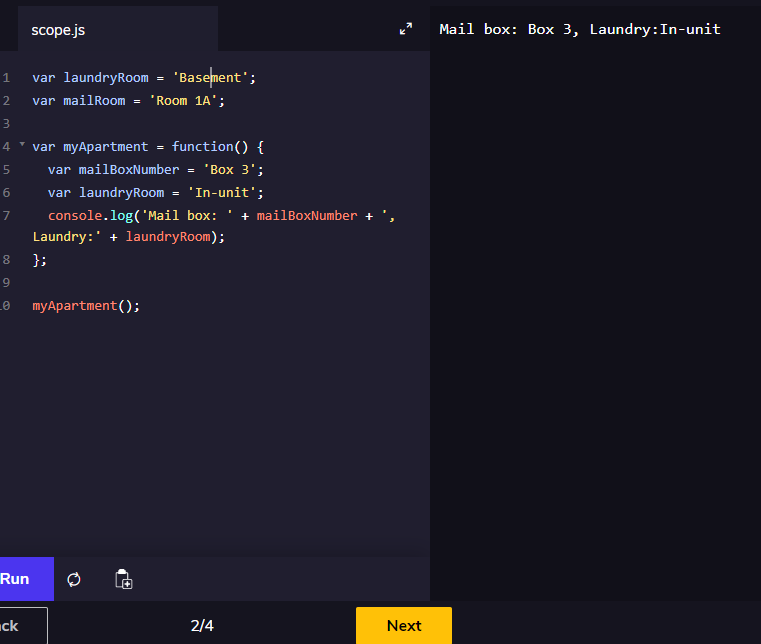 scope.js
Mail box: Box 3, Laundry:In-unit
1 var laundryRoom = 'Basement';
2 var mailRoom = 'Room 1A';
3
4 var myApartment = function() {
5   var mailBoxNumber = 'Box 3';
6   var laundryRoom = 'In-unit';
7   console.log('Mail box: ' + mailBoxNumber + ',
Laundry:' + laundryRoom);
8 };
9
10 myApartment();
Run
ck
2/4
Next